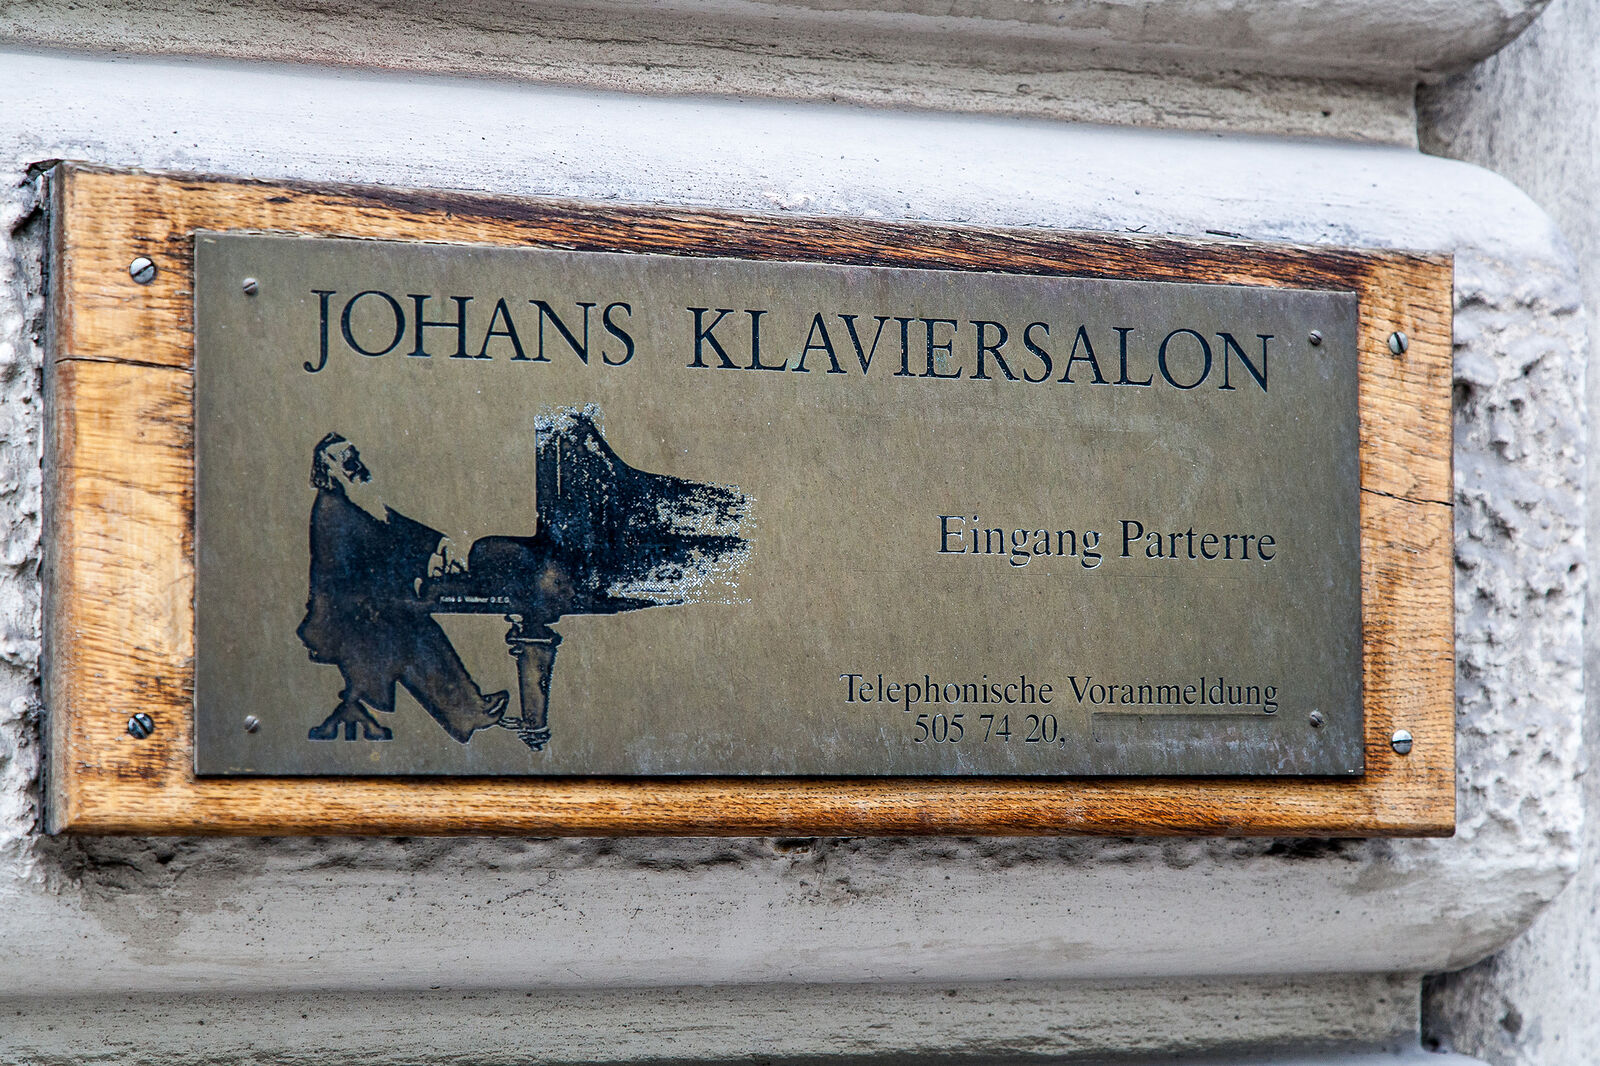 JOHANS KLAVIERSALON
Eingang Parterre
Telephonische Voranmeldung
505 74 20,